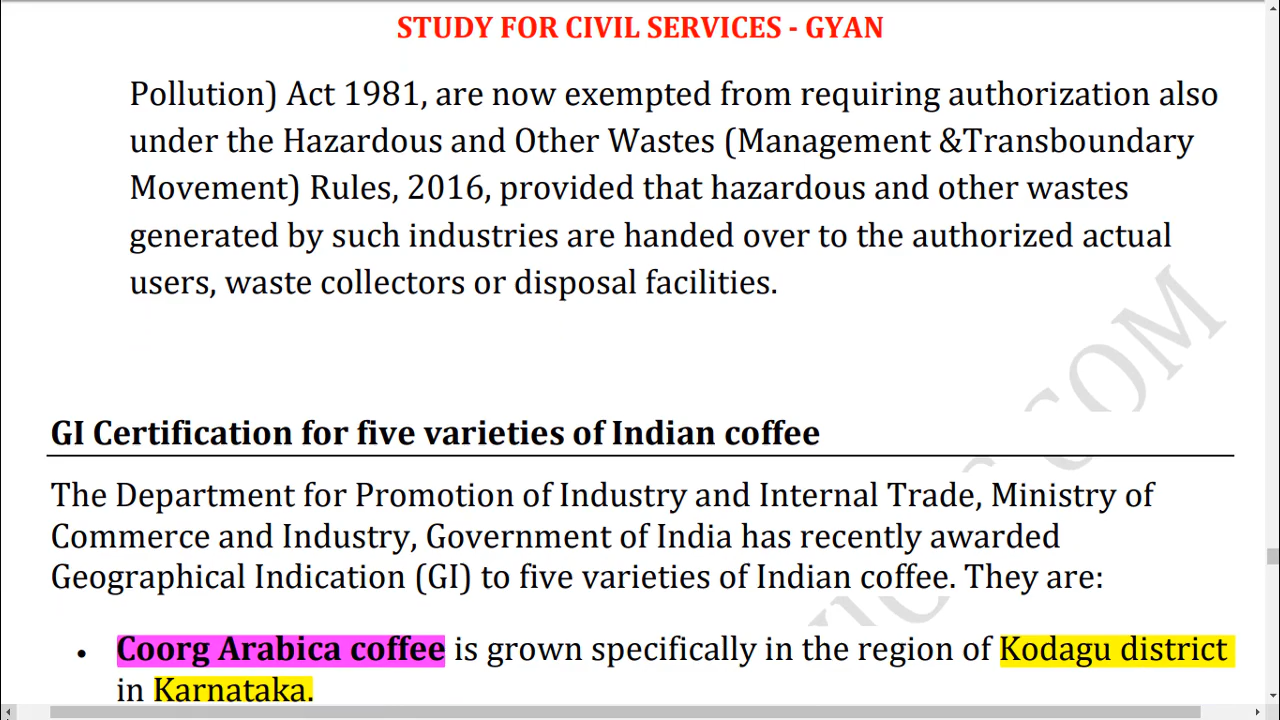 STUDY FOR CIVIL SERVICES - GYAN
Pollution) Act 1981, are now exempted from requiring authorization also
under the Hazardous and Other Wastes (Management &Transboundary
Movement) Rules, 2016, provided that hazardous and other wastes
generated by such industries are handed over to the authorized actual
users, waste collectors or disposal facilities.
GI Certification for five varieties of Indian coffee
The Department for Promotion of Industry and Internal Trade, Ministry of
Commerce and Industry, Government of India has recently awarded
Geographical Indication (GI) to five varieties of Indian coffee. They are:
• Coorg Arabica coffee is grown specifically in the region of Kodagu district
in Karnataka.